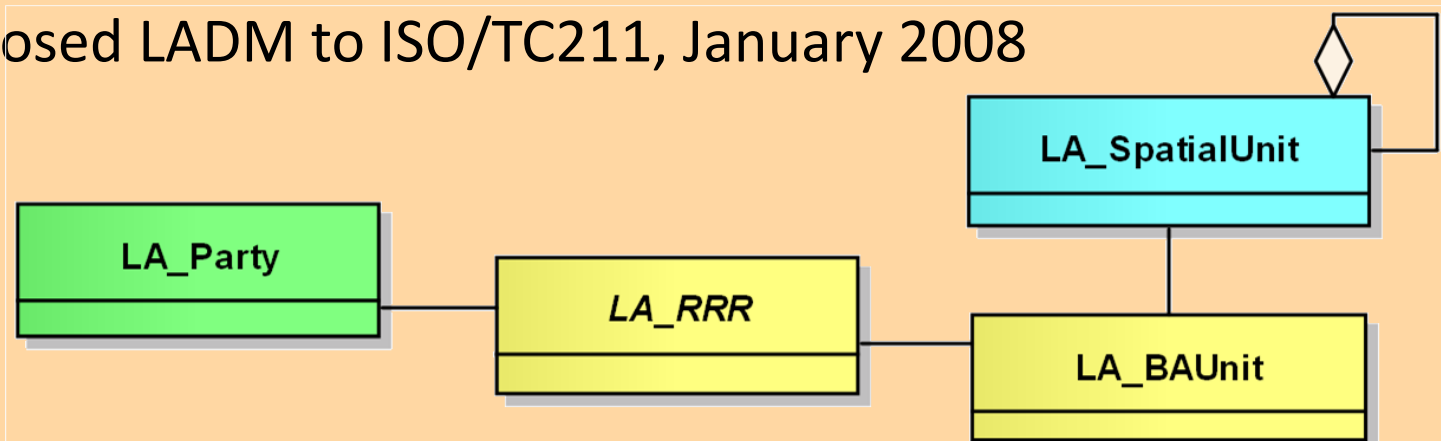 osed LADM to ISO/TC211, January 2008
LA_SpatialUnit
LA_Party
LA_RRR
LA_BAUnit